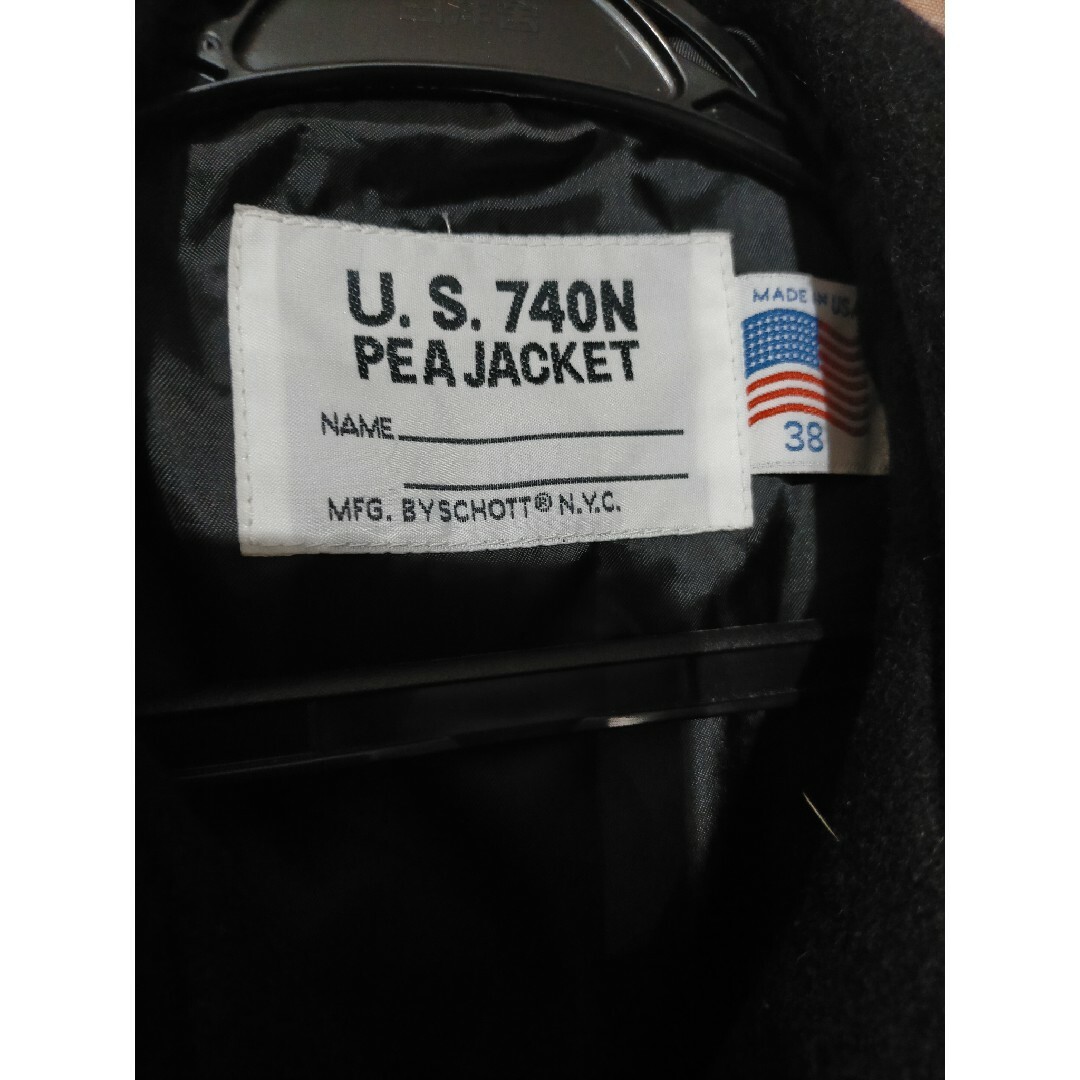 U. S. 740N
PEA JACKET
NAME
MFG. BY SCHOTT® N.Y.C.
MADE IN USA
38